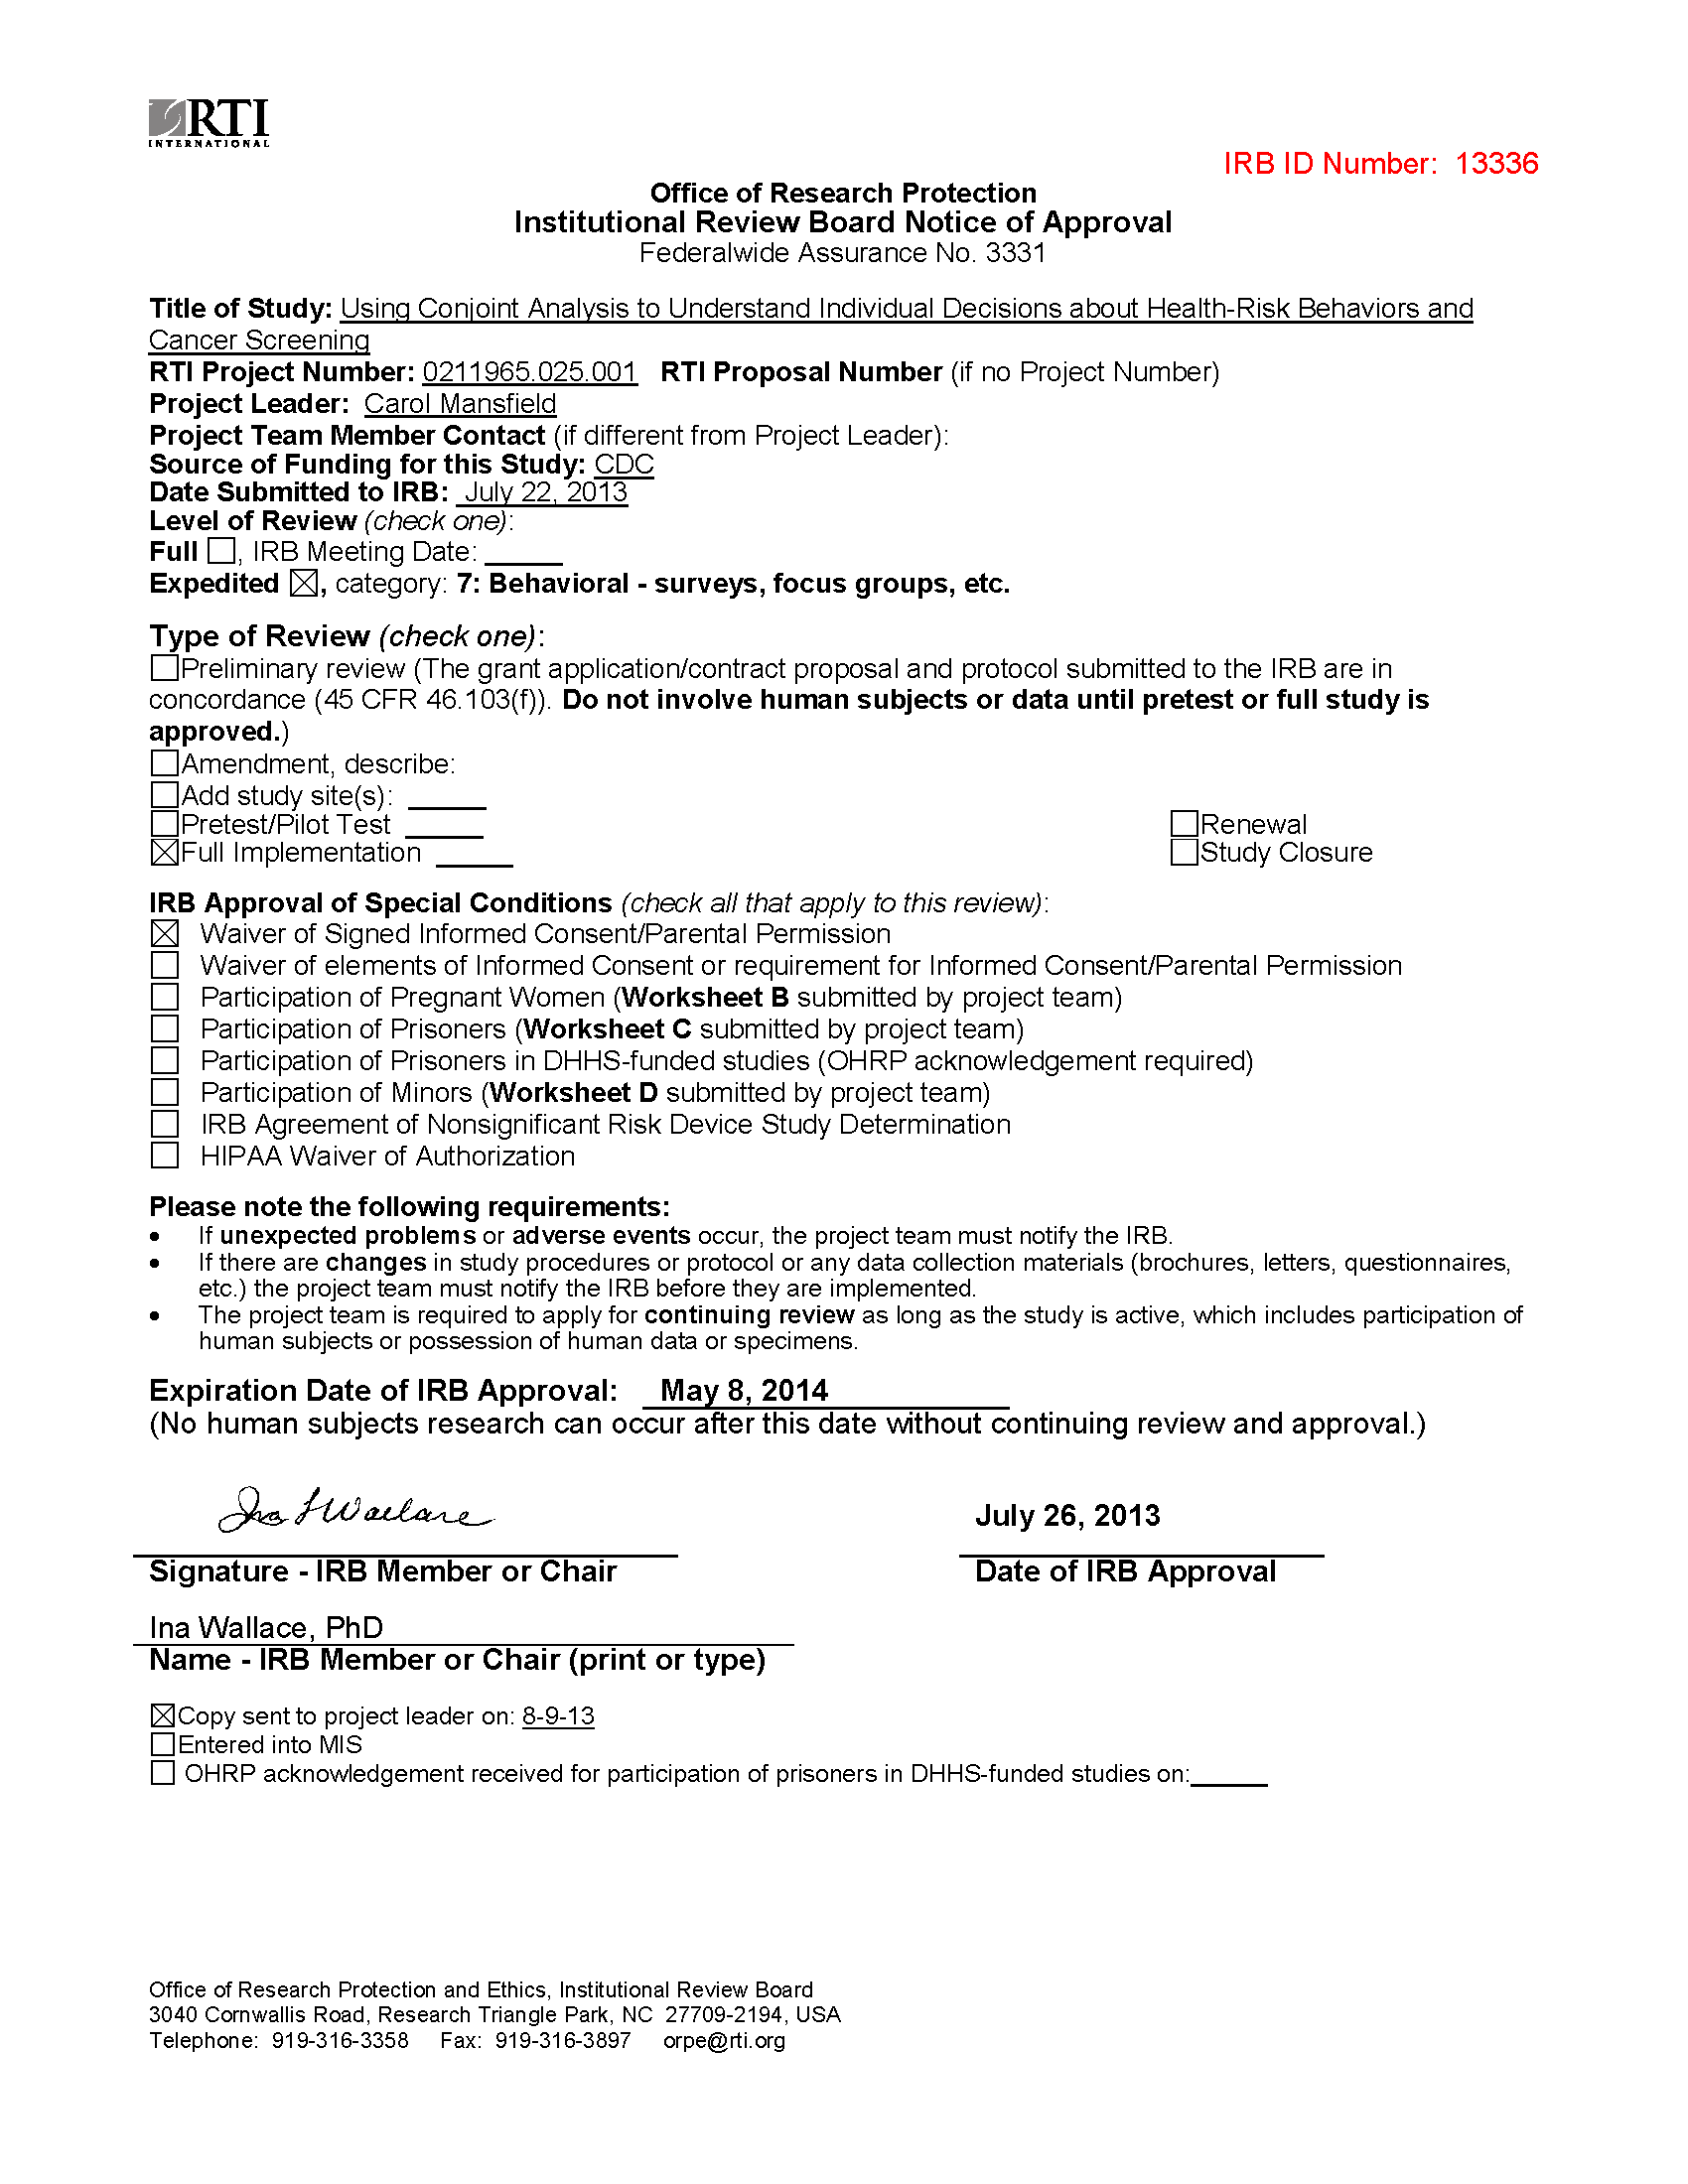 RTI
INTERNATIONAL
IRB ID Number: 13336
Office of Research Protection
Institutional Review Board Notice of Approval
Federalwide Assurance No. 3331
Title of Study: Using Conjoint Analysis to Understand Individual Decisions about Health-Risk Behaviors and
Cancer Screening
RTI Project Number: 0211965.025.001 RTI Proposal Number (if no Project Number)
Project Leader: Carol Mansfield
Project Team Member Contact (if different from Project Leader):
Source of Funding for this Study: CDC
Date Submitted to IRB: July 22, 2013
Level of Review (check one):
Full ☐, IRB Meeting Date: _____
Expedited ☒, category: 7: Behavioral - surveys, focus groups, etc.
Type of Review (check one):
☐Preliminary review (The grant application/contract proposal and protocol submitted to the IRB are in
concordance (45 CFR 46.103(f)). Do not involve human subjects or data until pretest or full study is
approved.)
☐Amendment, describe:
☐Add study site(s): _____
☐Pretest/Pilot Test _____ ☐Renewal
☒Full Implementation _____ ☐Study Closure
IRB Approval of Special Conditions (check all that apply to this review):
☒ Waiver of Signed Informed Consent/Parental Permission
☐ Waiver of elements of Informed Consent or requirement for Informed Consent/Parental Permission
☐ Participation of Pregnant Women (Worksheet B submitted by project team)
☐ Participation of Prisoners (Worksheet C submitted by project team)
☐ Participation of Prisoners in DHHS-funded studies (OHRP acknowledgement required)
☐ Participation of Minors (Worksheet D submitted by project team)
☐ IRB Agreement of Nonsignificant Risk Device Study Determination
☐ HIPAA Waiver of Authorization
Please note the following requirements:
• If unexpected problems or adverse events occur, the project team must notify the IRB.
• If there are changes in study procedures or protocol or any data collection materials (brochures, letters, questionnaires,
etc.) the project team must notify the IRB before they are implemented.
• The project team is required to apply for continuing review as long as the study is active, which includes participation of
human subjects or possession of human data or specimens.
Expiration Date of IRB Approval: May 8, 2014
(No human subjects research can occur after this date without continuing review and approval.)
Ina F Wallace July 26, 2013
Signature - IRB Member or Chair Date of IRB Approval
Ina Wallace, PhD
Name - IRB Member or Chair (print or type)
☒Copy sent to project leader on: 8-9-13
☐Entered into MIS
☐ OHRP acknowledgement received for participation of prisoners in DHHS-funded studies on:_____
Office of Research Protection and Ethics, Institutional Review Board
3040 Cornwallis Road, Research Triangle Park, NC 27709-2194, USA
Telephone: 919-316-3358 Fax: 919-316-3897 orpe@rti.org